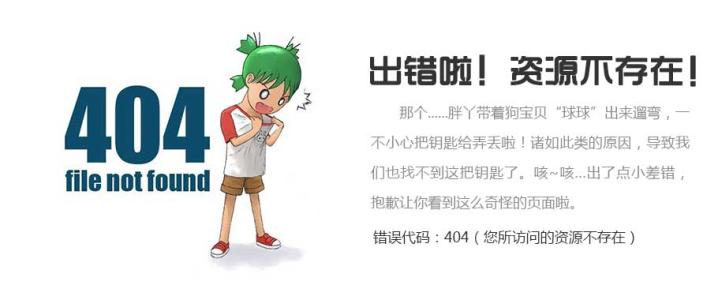 404
file not found
出错啦！资源不存在！
那个......胖丫带着狗宝贝“球球”出来遛弯，一
不小心把钥匙给弄丢啦！诸如此类的原因，导致我
们也找不到这把钥匙了。咳~咳...出了点小差错，
抱歉让你看到这么奇怪的页面啦。
错误代码：404（您所访问的资源不存在）